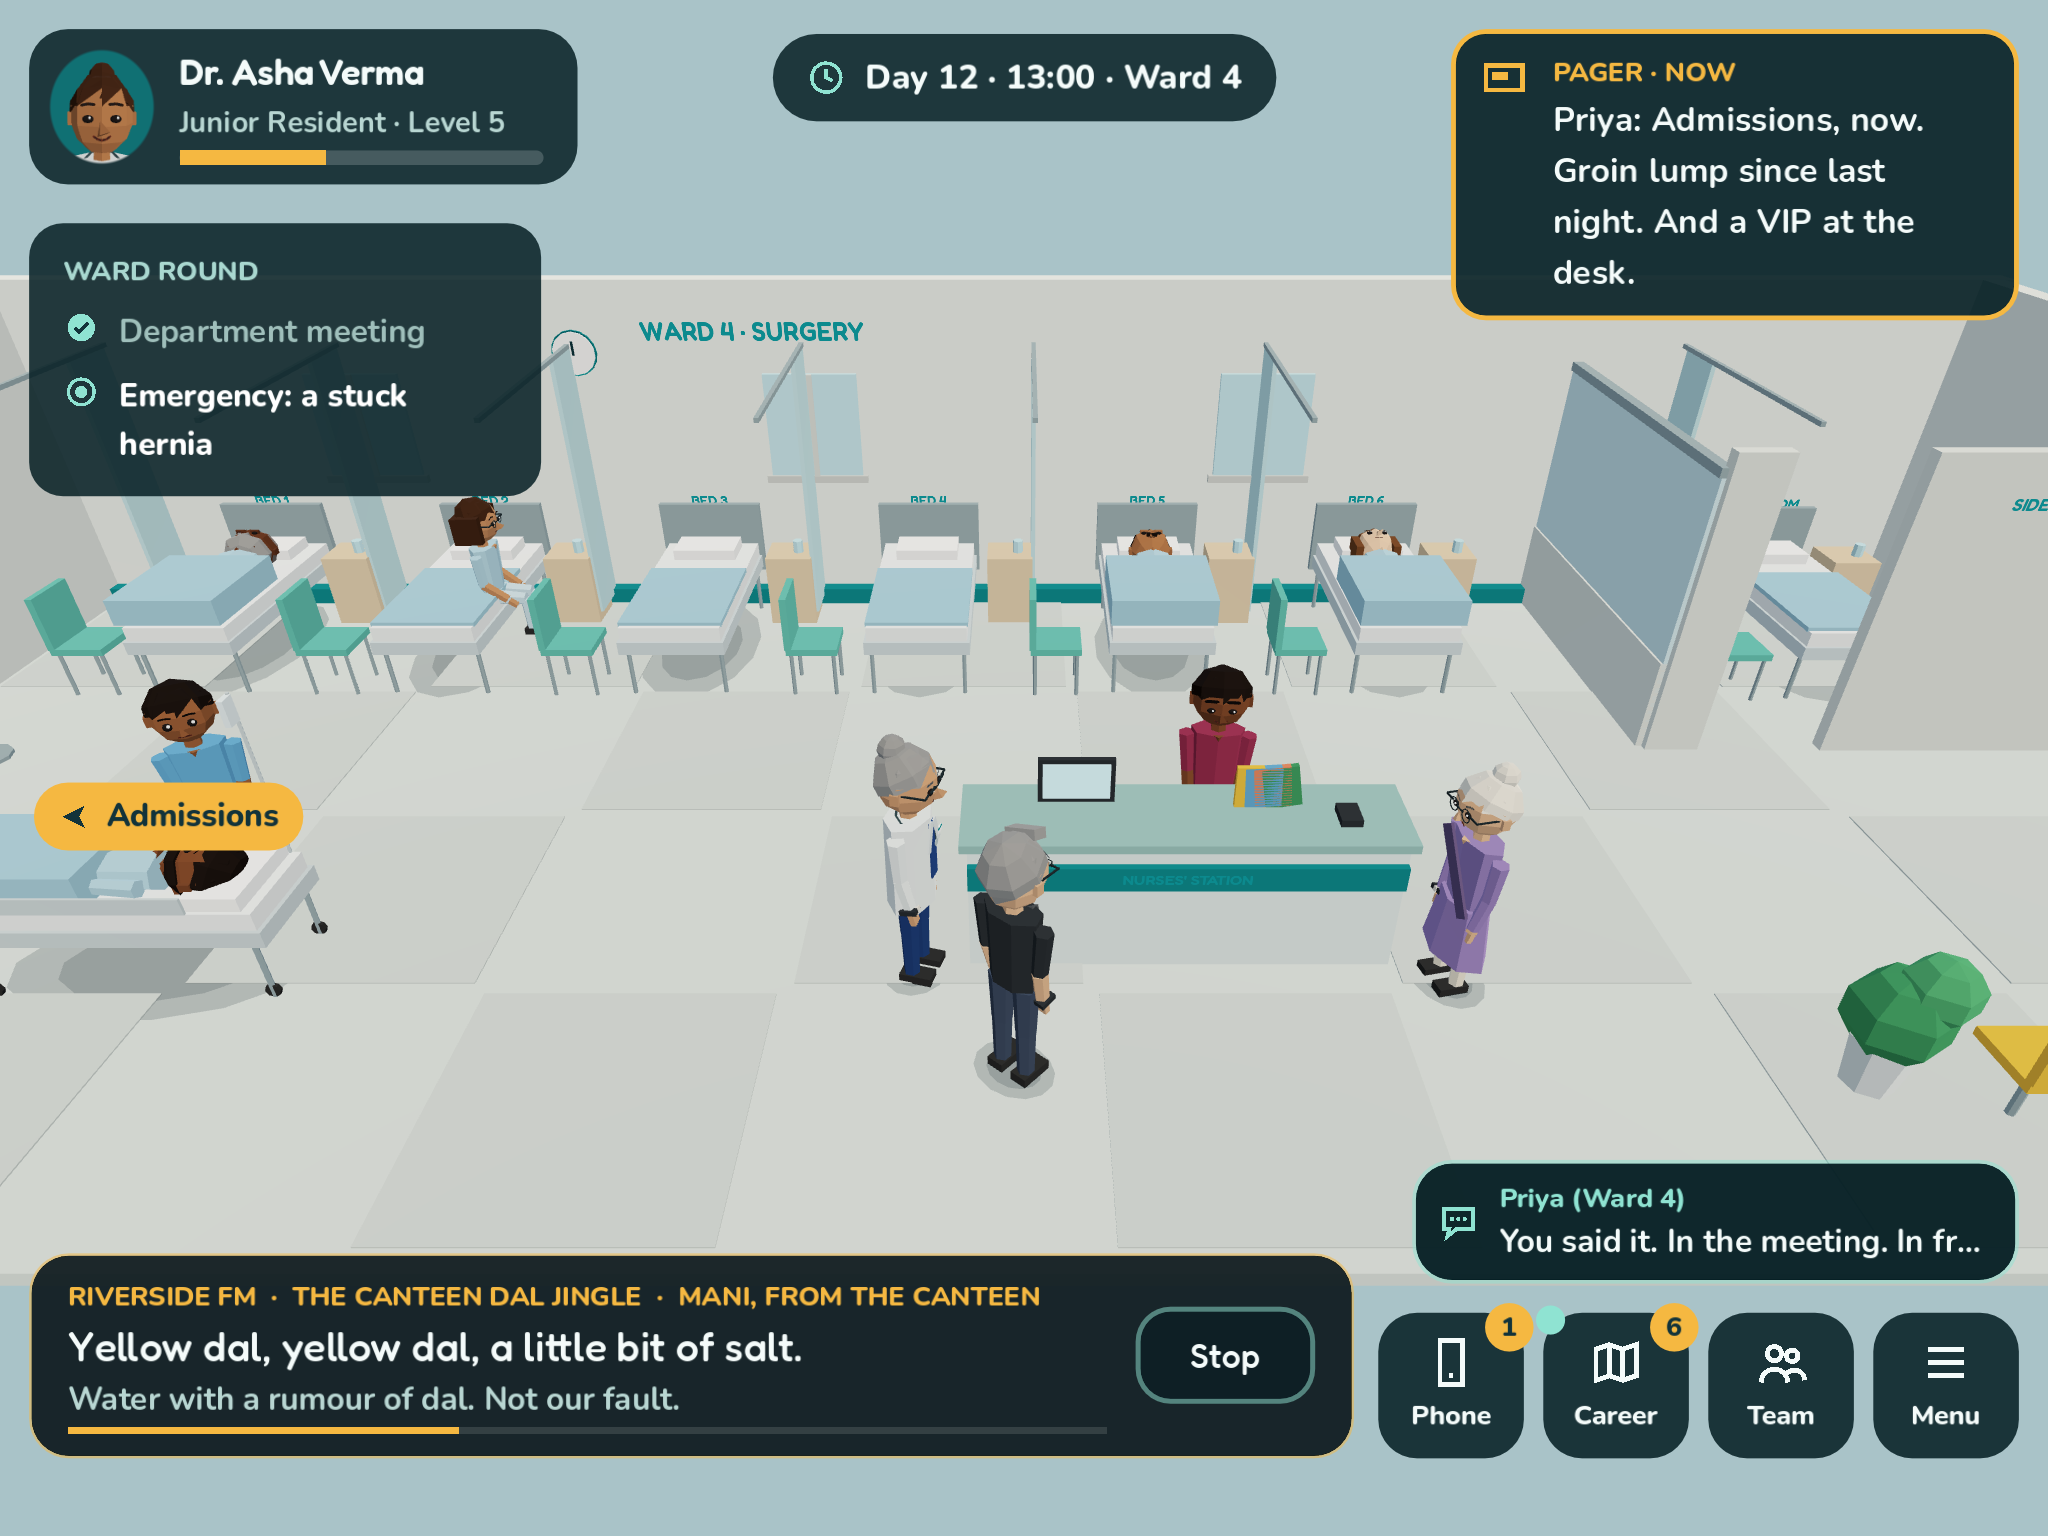 Dr. Asha Verma
Junior Resident · Level 5
Day 12 · 13:00 · Ward 4
PAGER · NOW
Priya: Admissions, now.
Groin lump since last
night. And a VIP at the
desk.
WARD ROUND
Department meeting
Emergency: a stuck
hernia
WARD 4 · SURGERY
BED 1
BED 3
BED 4
BED 5
BED 6
SIDE
Admissions
NURSES' STATION
Priya (Ward 4)
You said it. In the meeting. In fr...
RIVERSIDE FM · THE CANTEEN DAL JINGLE · MANI, FROM THE CANTEEN
Yellow dal, yellow dal, a little bit of salt.
Water with a rumour of dal. Not our fault.
Stop
1
6
Phone
Career
Team
Menu